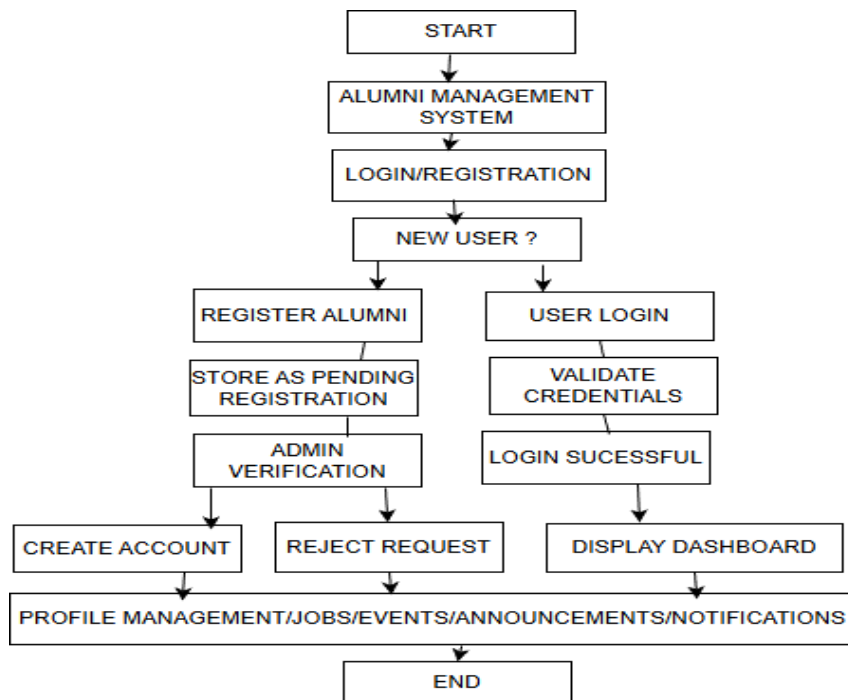 START
ALUMNI MANAGEMENT
SYSTEM
LOGIN/REGISTRATION
NEW USER ?
REGISTER ALUMNI
USER LOGIN
STORE AS PENDING
REGISTRATION
VALIDATE
CREDENTIALS
ADMIN
VERIFICATION
LOGIN SUCESSFUL
CREATE ACCOUNT
REJECT REQUEST
DISPLAY DASHBOARD
PROFILE MANAGEMENT/JOBS/EVENTS/ANNOUNCEMENTS/NOTIFICATIONS
END